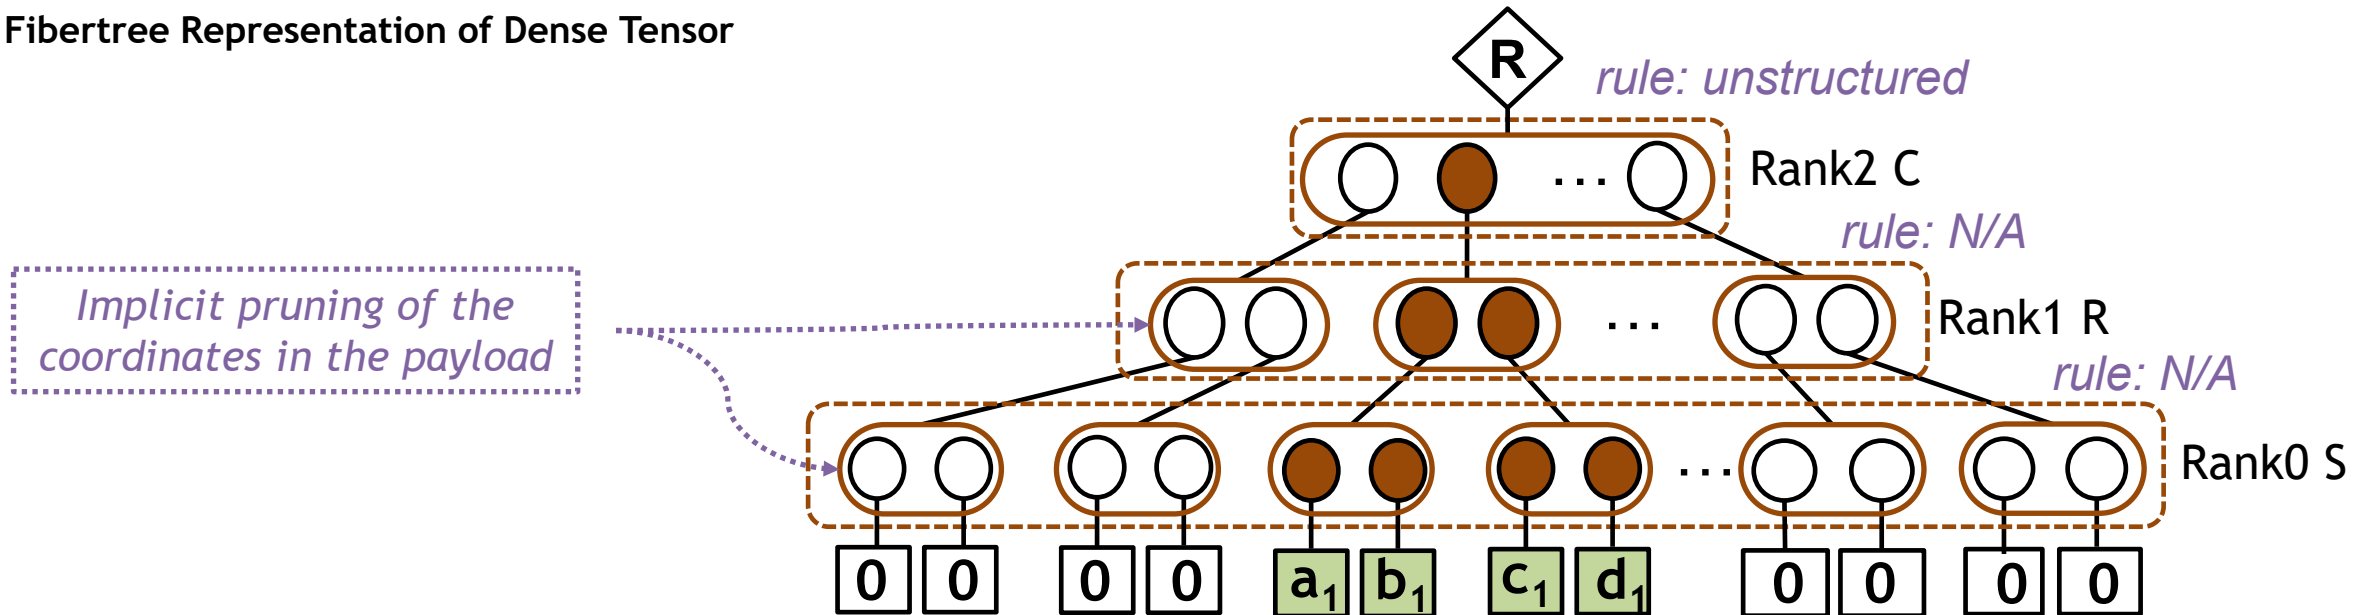 Fibertree Representation of Dense Tensor
R
rule: unstructured
...
Rank2 C
rule: N/A
Implicit pruning of the
coordinates in the payload
...
Rank1 R
rule: N/A
...
Rank0 S
0 0 0 0 a₁ b₁ c₁ d₁ 0 0 0 0